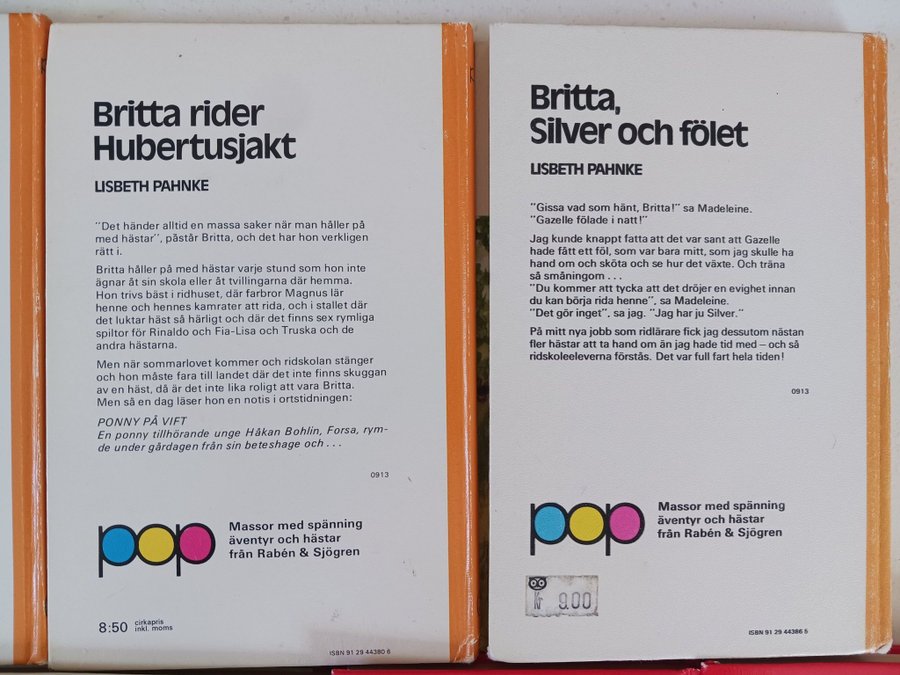 Britta rider
Hubertusjakt
LISBETH PAHNKE
"Det händer alltid en massa saker när man håller på
med hästar", påstår Britta, och det har hon verkligen
rätt i.
Britta håller på med hästar varje stund som hon inte
ägnar åt sin skola eller åt tvillingarna där hemma.
Hon trivs bäst i ridhuset, där farbror Magnus lär
henne och hennes kamrater att rida, och i stallet där
det luktar häst så härligt och där det finns sex rymliga
spiltor för Rinaldo och Fia-Lisa och Truska och de
andra hästarna.
Men när sommarlovet kommer och ridskolan stänger
och hon måste fara till landet där det inte finns skuggan
av en häst, då är det inte lika roligt att vara Britta.
Men så en dag läser hon en notis i ortstidningen:
PONNY PÅ VIFT
En ponny tillhörande unge Håkan Bohlin, Forsa, rym-
de under gårdagen från sin beteshage och . . .
0913
pop
Massor med spänning
äventyr och hästar
från Rabén & Sjögren
8:50 cirkapris
inkl. moms
ISBN 91 29 44380 6
Britta,
Silver och fölet
LISBETH PAHNKE
"Gissa vad som hänt, Britta!" sa Madeleine.
"Gazelle fölade i natt!"
Jag kunde knappt fatta att det var sant att Gazelle
hade fått ett föl, som var bara mitt, som jag skulle ha
hand om och sköta och se hur det växte. Och träna
så småningom . . .
"Du kommer att tycka att det dröjer en evighet innan
du kan börja rida henne", sa Madeleine.
"Det gör inget", sa jag. "Jag har ju Silver."
På mitt nya jobb som ridlärare fick jag dessutom nästan
fler hästar att ta hand om än jag hade tid med – och så
ridskoleeleverna förstås. Det var full fart hela tiden!
0913
pop
Massor med spänning
äventyr och hästar
från Rabén & Sjögren
Kr 9.00
ISBN 91 29 44386 5